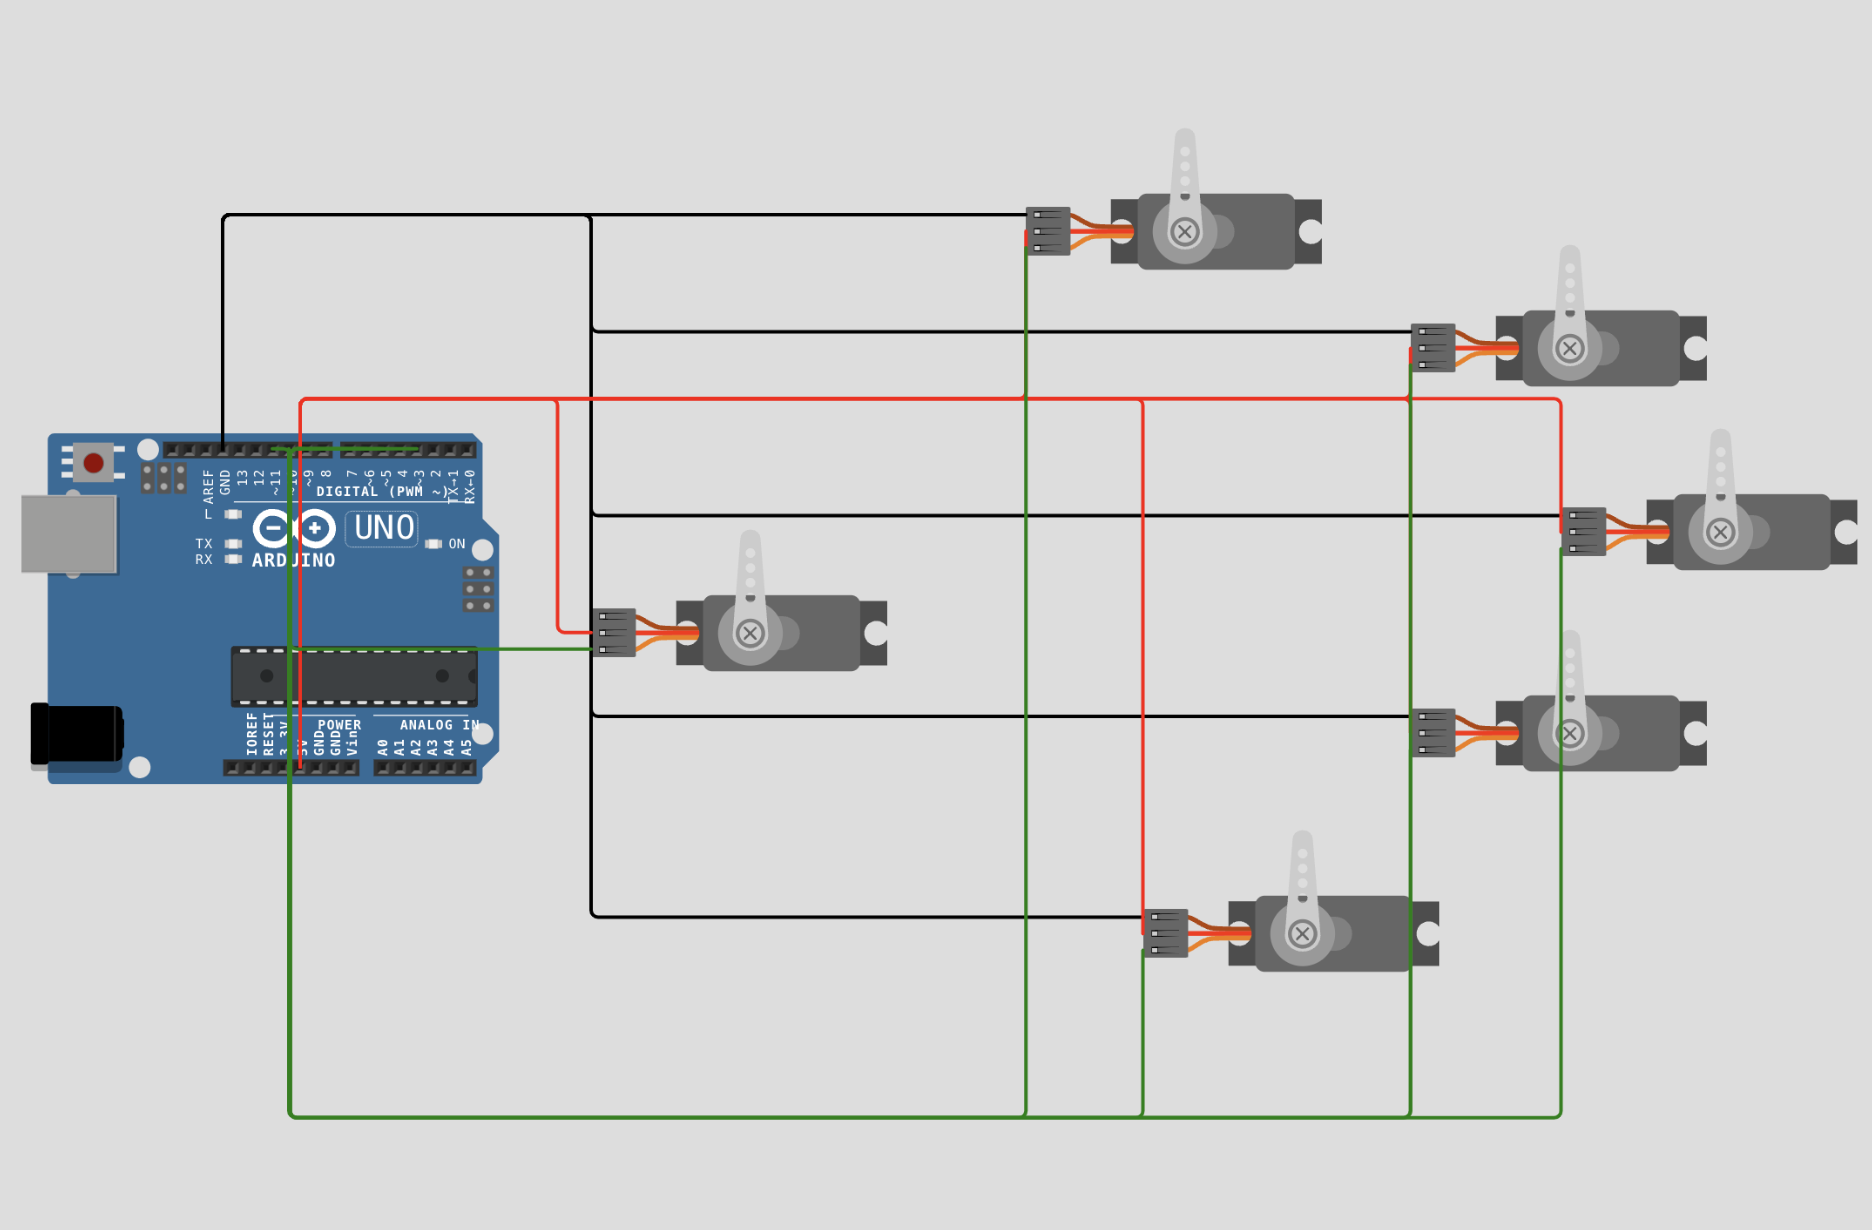 AREF
GND
13
12
~11
~10
~9
8
7
~6
~5
4
~3
2
TX→1
RX←0
DIGITAL (PWM ~)
L
TX
RX
UNO
ON
ARDUINO
IOREF
RESET
3.3V
5V
GND
GND
Vin
POWER
ANALOG IN
A0
A1
A2
A3
A4
A5